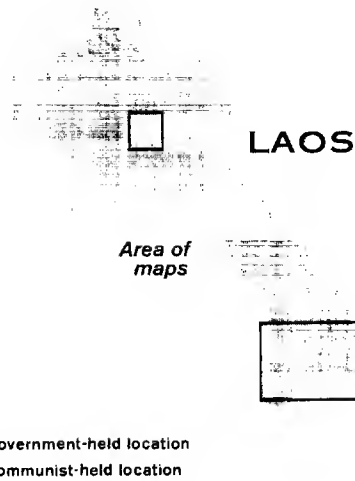 LAOS
Area of
maps
overnment-held location
ommunist-held location